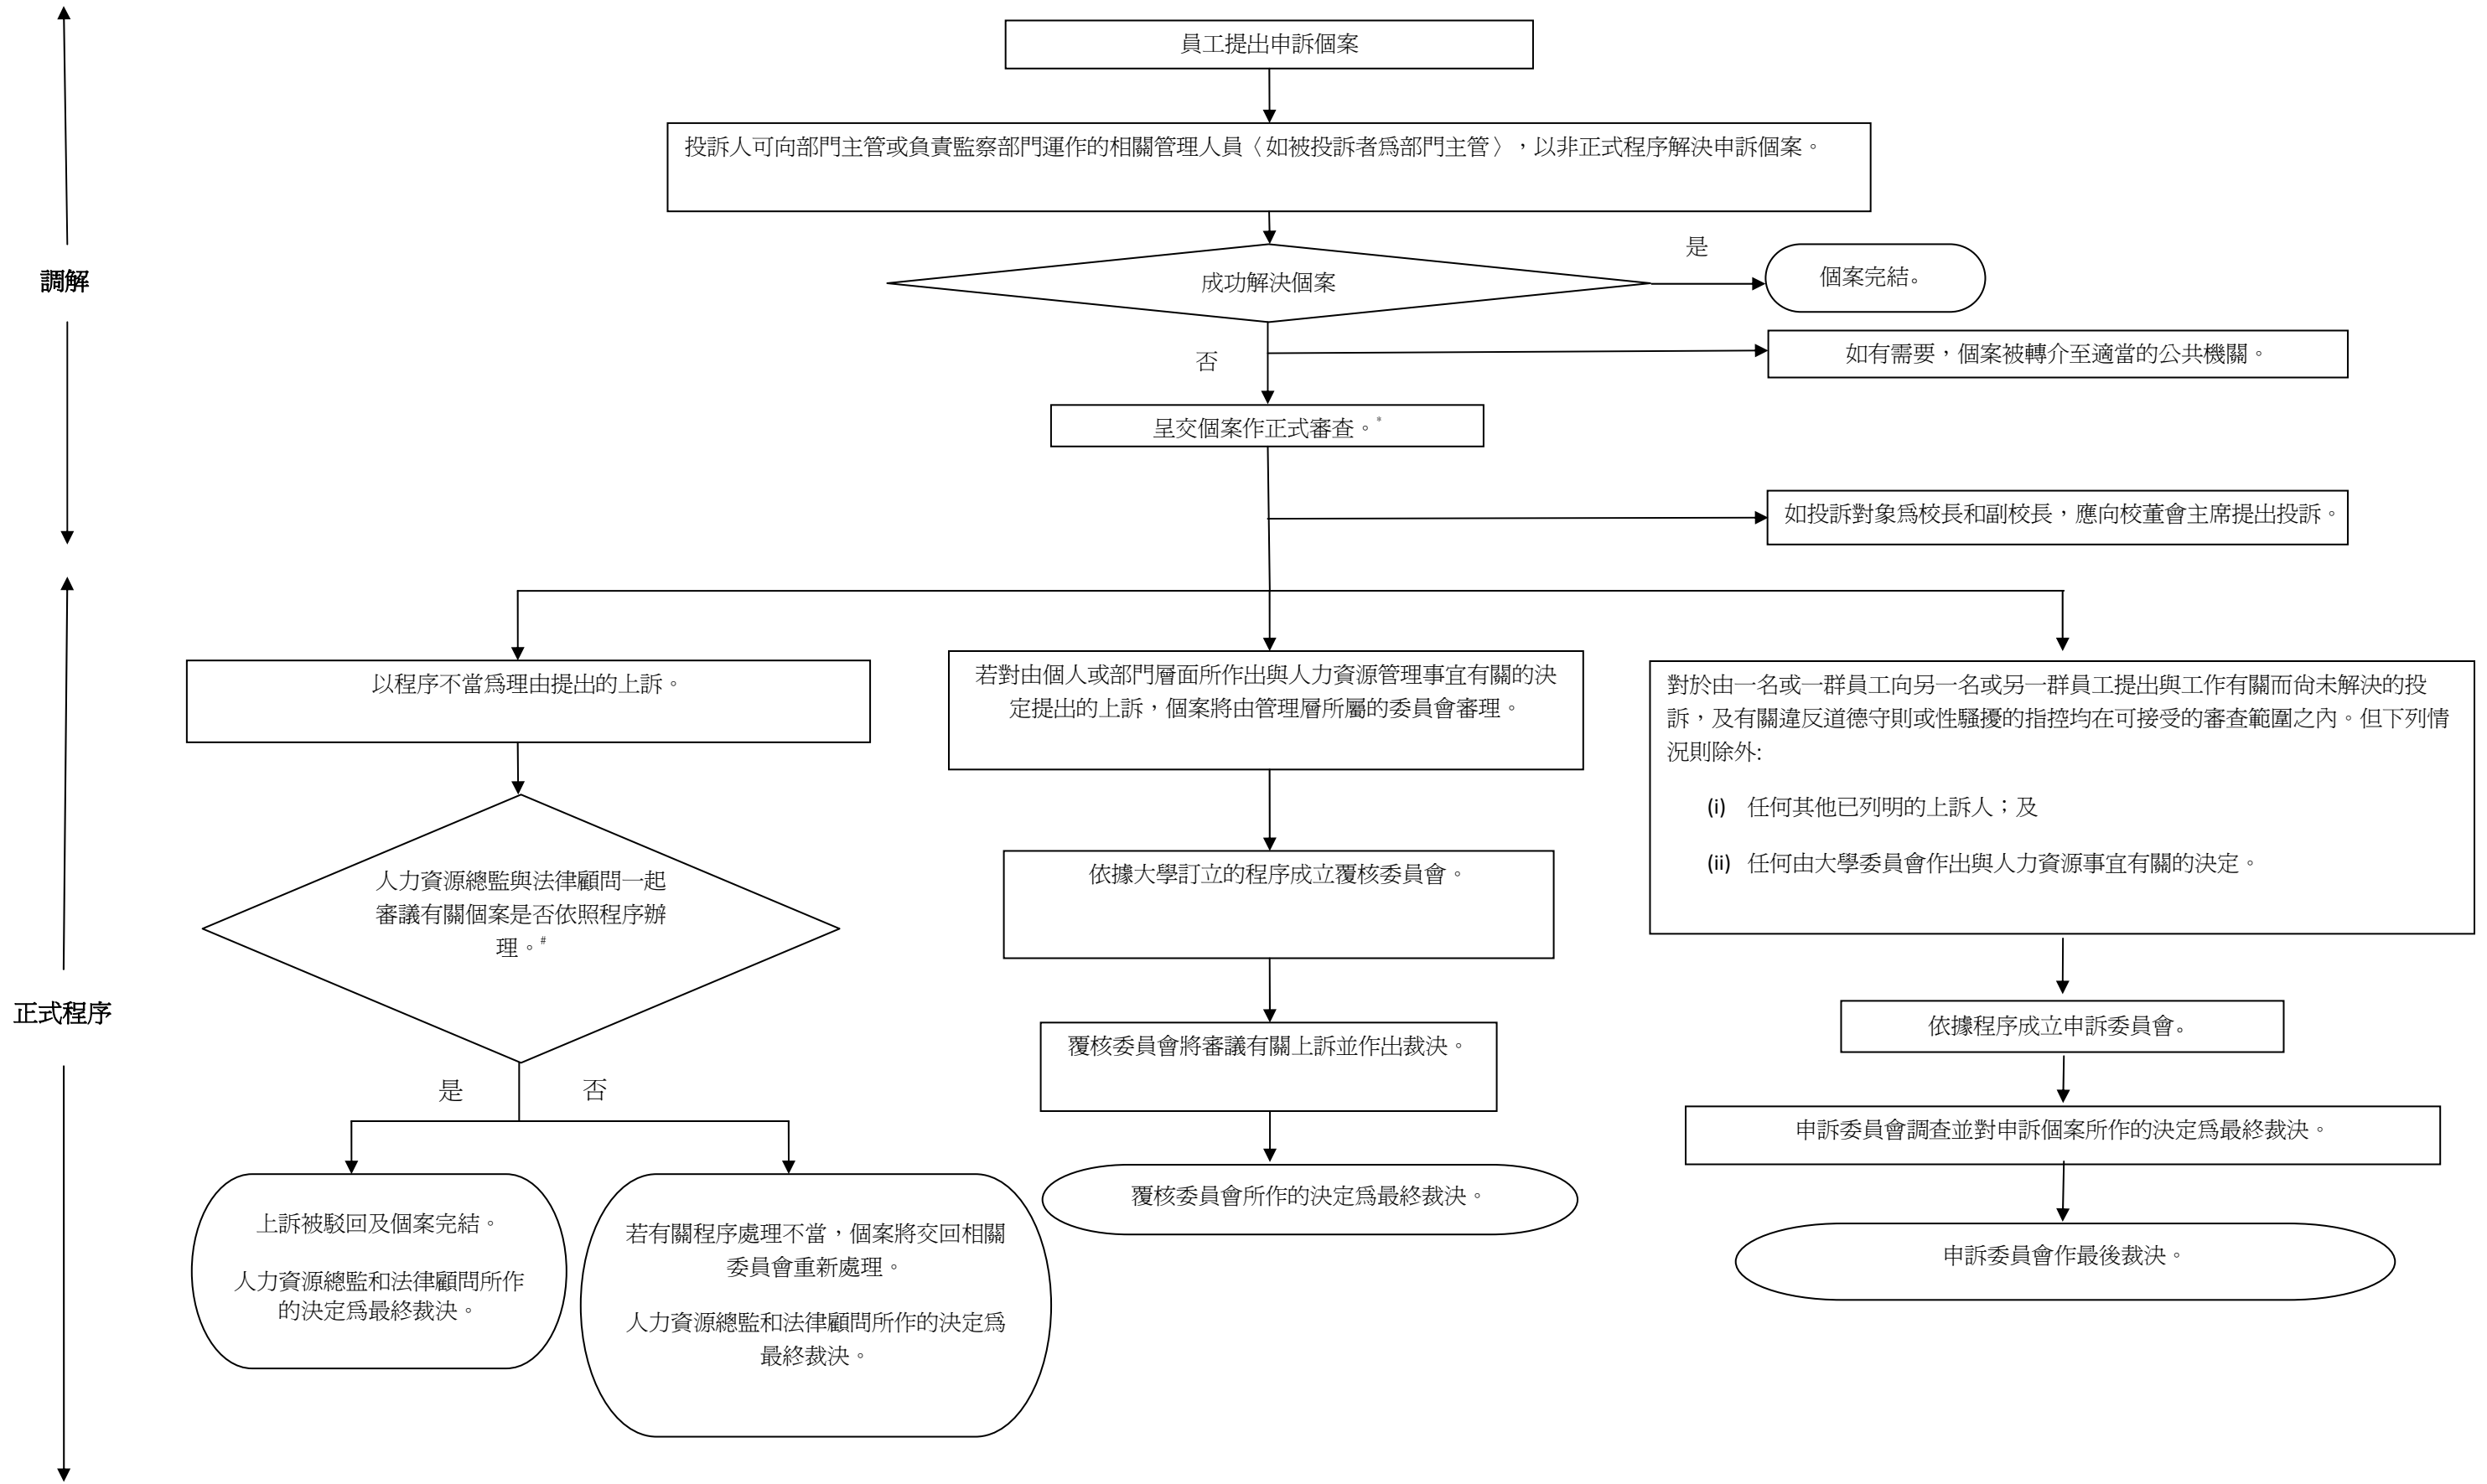 員工提出申訴個案
投訴人可向部門主管或負責監察部門運作的相關管理人員〈如被投訴者爲部門主管〉，以非正式程序解決申訴個案。
是
調解
成功解決個案
個案完結。
否
如有需要，個案被轉介至適當的公共機關。
呈交個案作正式審查。*
如投訴對象爲校長和副校長，應向校董會主席提出投訴。
以程序不當爲理由提出的上訴。
若對由個人或部門層面所作出與人力資源管理事宜有關的決
定提出的上訴，個案將由管理層所屬的委員會審理。
對於由一名或一群員工向另一名或另一群員工提出與工作有關而尙未解決的投
訴，及有關違反道德守則或性騷擾的指控均在可接受的審查範圍之內。但下列情
況則除外:
(i) 任何其他已列明的上訴人；及
(ii) 任何由大學委員會作出與人力資源事宜有關的決定。
人力資源總監與法律顧問一起
審議有關個案是否依照程序辦
理。#
依據大學訂立的程序成立覆核委員會。
正式程序
覆核委員會將審議有關上訴並作出裁決。
依據程序成立申訴委員會。
是
否
申訴委員會調查並對申訴個案所作的決定爲最終裁決。
上訴被駁回及個案完結。
人力資源總監和法律顧問所作
的決定爲最終裁決。
若有關程序處理不當，個案將交回相關
委員會重新處理。
人力資源總監和法律顧問所作的決定爲
最終裁決。
覆核委員會所作的決定爲最終裁決。
申訴委員會作最後裁決。